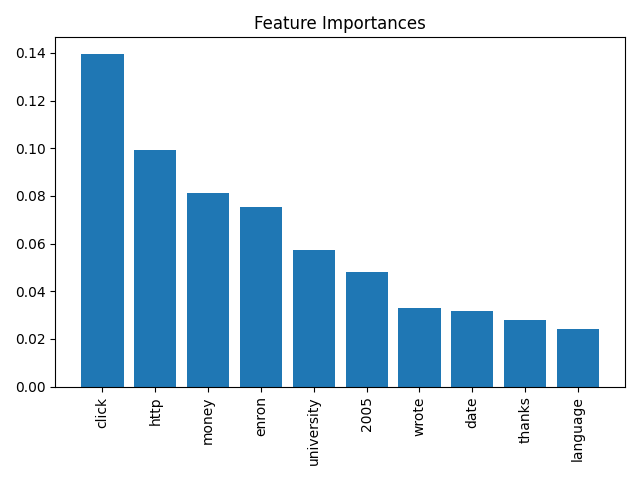 Feature Importances
0.14
0.12
0.10
0.08
0.06
0.04
0.02
0.00
click
http
money
enron
university
2005
wrote
date
thanks
language